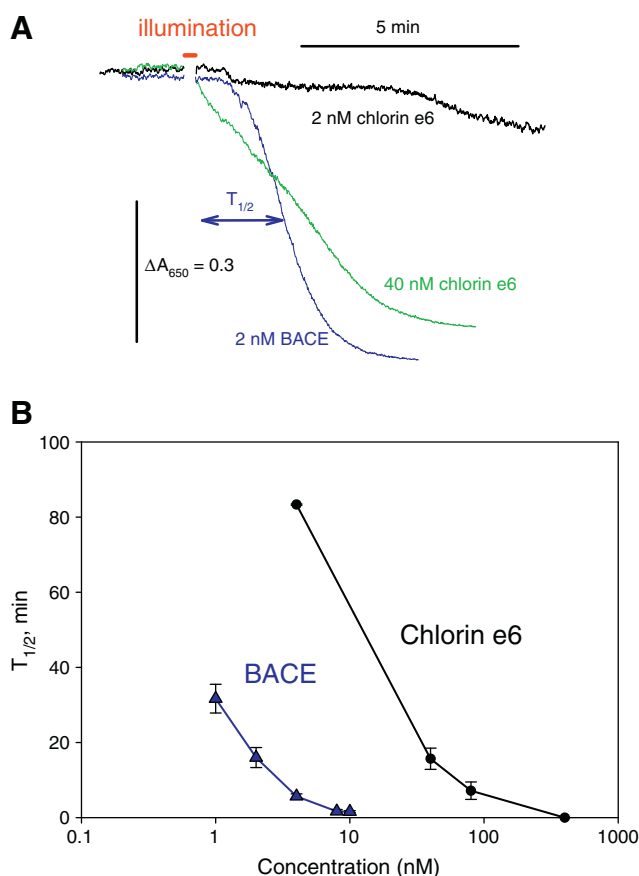 A
illumination
5 min
2 nM chlorin e6
T1/2
ΔA650 = 0.3
40 nM chlorin e6
2 nM BACE
B
100
80
60
40
20
0
T1/2, min
BACE
Chlorin e6
0.1 1 10 100 1000
Concentration (nM)